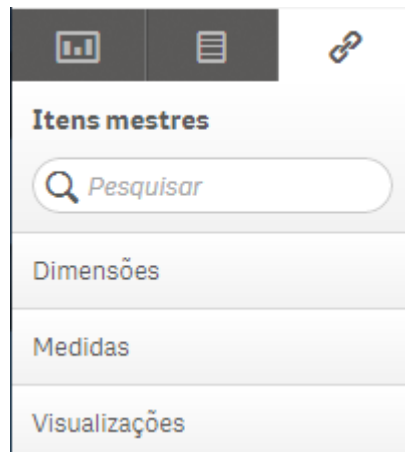 Itens mestres
Pesquisar
Dimensões
Medidas
Visualizações